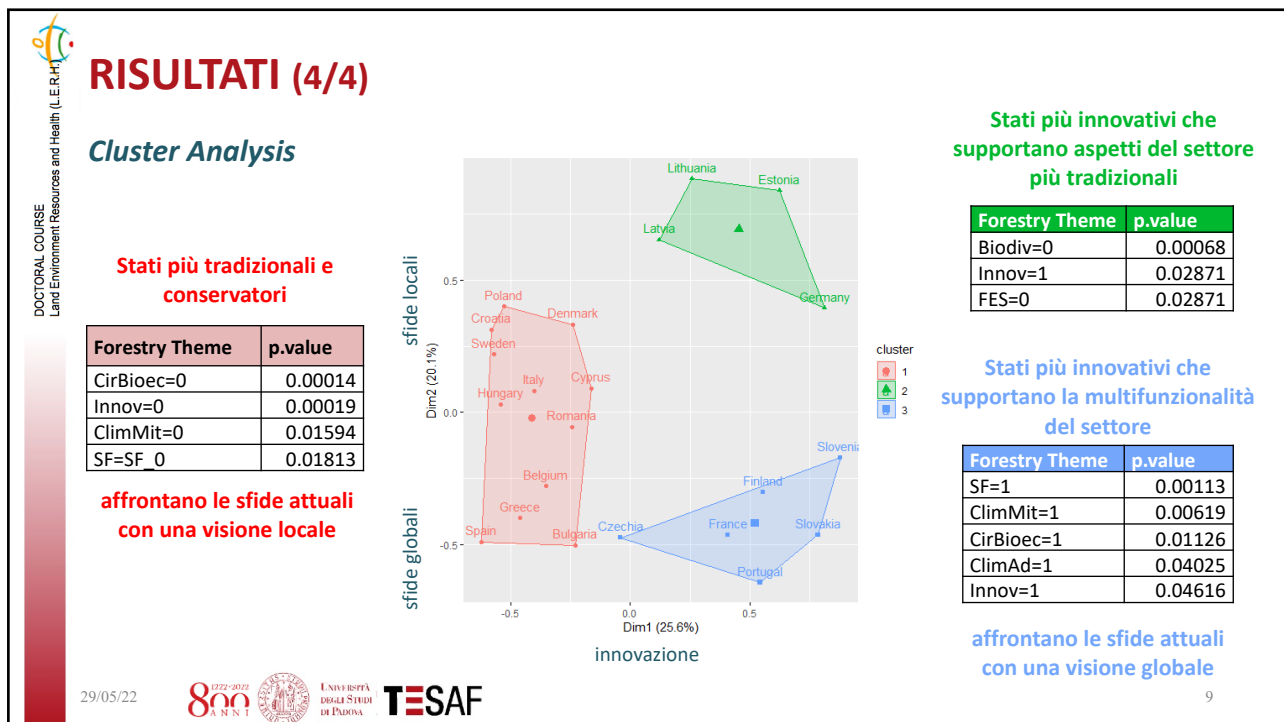 DOCTORAL COURSE
Land Environment Resources and Health (L.E.R.H.)
RISULTATI (4/4)
Cluster Analysis
Stati più tradizionali e
conservatori
Forestry Theme p.value
CirBioec=0 0.00014
Innov=0 0.00019
ClimMit=0 0.01594
SF=SF_0 0.01813
affrontano le sfide attuali
con una visione locale
sfide locali
sfide globali
Dim2 (20.1%)
0.5
0.0
-0.5
Lithuania
Estonia
Latvia
Germany
Poland
Croatia
Denmark
Sweden
Italy
Cyprus
Hungary
Romania
Belgium
Greece
Spain
Bulgaria
Slovenia
Finland
Czechia
France
Slovakia
Portugal
-0.5 0.0 0.5
Dim1 (25.6%)
innovazione
cluster
1
2
3
Stati più innovativi che
supportano aspetti del settore
più tradizionali
Forestry Theme p.value
Biodiv=0 0.00068
Innov=1 0.02871
FES=0 0.02871
Stati più innovativi che
supportano la multifunzionalità
del settore
Forestry Theme p.value
SF=1 0.00113
ClimMit=1 0.00619
CirBioec=1 0.01126
ClimAd=1 0.04025
Innov=1 0.04616
affrontano le sfide attuali
con una visione globale
29/05/22
1222-2022
800
ANNI
UNIVERSITÀ
DEGLI STUDI
DI PADOVA
TESAF
9